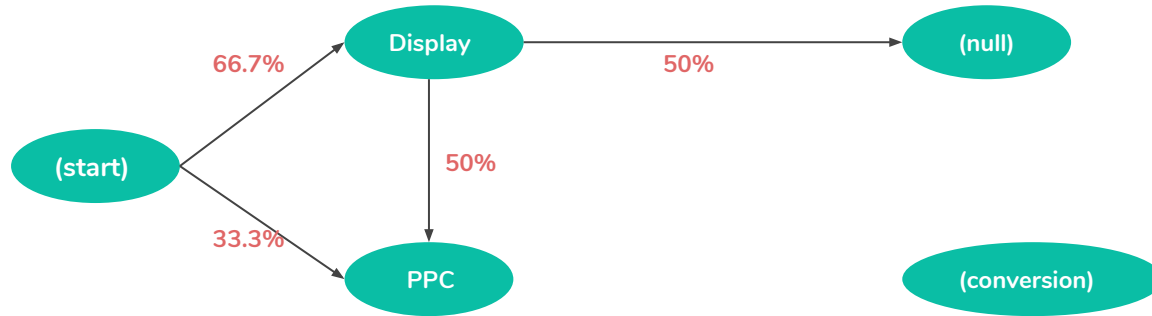 Display
(null)
66.7%
50%
(start)
50%
33.3%
PPC
(conversion)